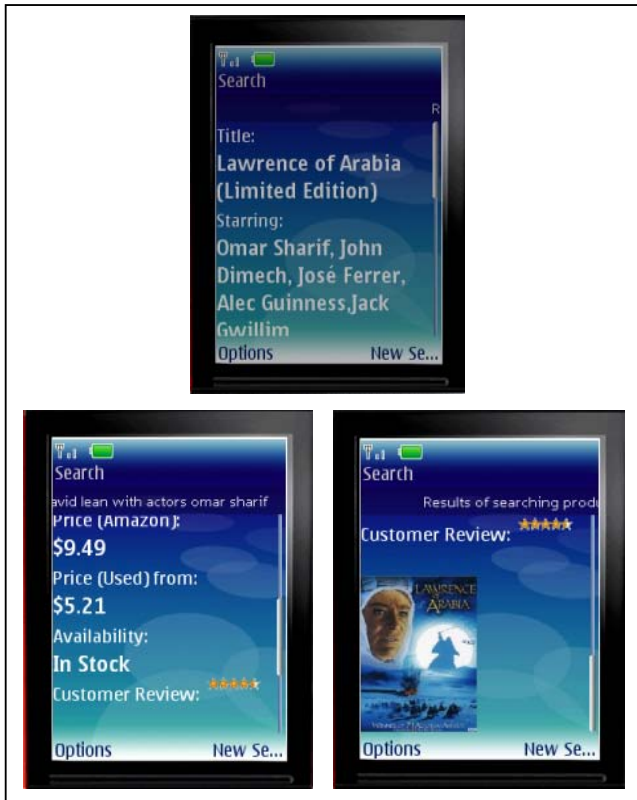 Search
R
Title:
Lawrence of Arabia
(Limited Edition)
Starring:
Omar Sharif, John
Dimech, José Ferrer,
Alec Guinness,Jack
Gwillim
Options New Se...
Search
avid lean with actors omar sharif
Price (Amazon):
$9.49
Price (Used) from:
$5.21
Availability:
In Stock
Customer Review:
Options New Se...
Search
Results of searching produ
Customer Review:
LAWRENCE
OF ARABIA
Options New Se...